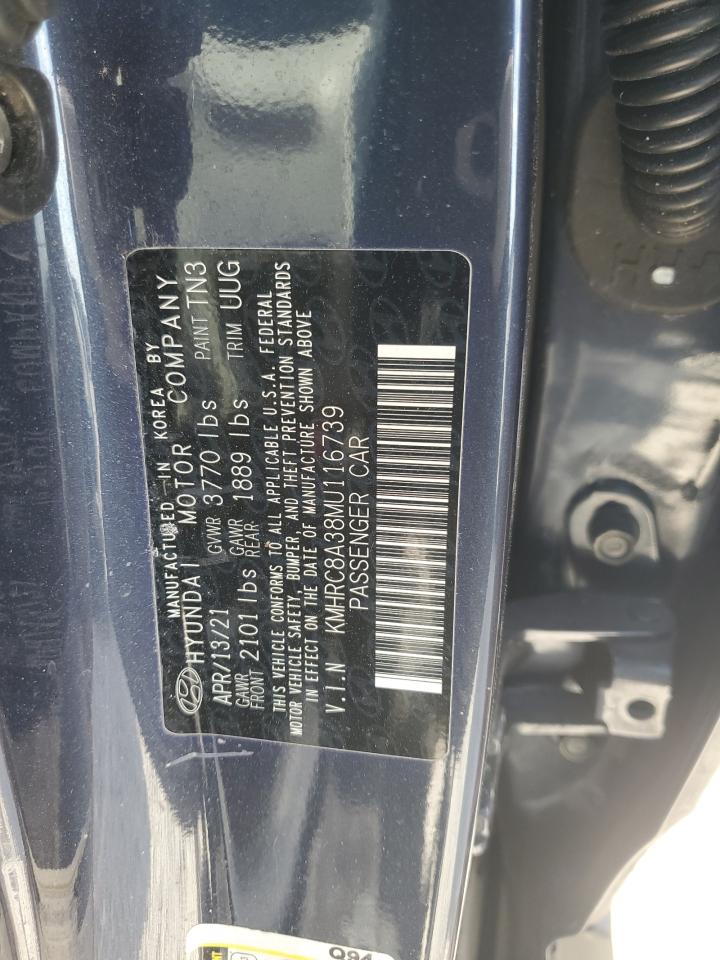 MANUFACTURED IN KOREA BY
HYUNDAI MOTOR COMPANY
APR/13/21 GVWR 3770 lbs PAINT TN3
GAWR FRONT 2101lbs GAWR REAR 1889 lbs TRIM UUG
THIS VEHICLE CONFORMS TO ALL APPLICABLE U.S.A. FEDERAL
MOTOR VEHICLE SAFETY, BUMPER, AND THEFT PREVENTION STANDARDS
IN EFFECT ON THE DATE OF MANUFACTURE SHOWN ABOVE
V.I.N KMHRC8A38MU116739
PASSENGER CAR
Q94